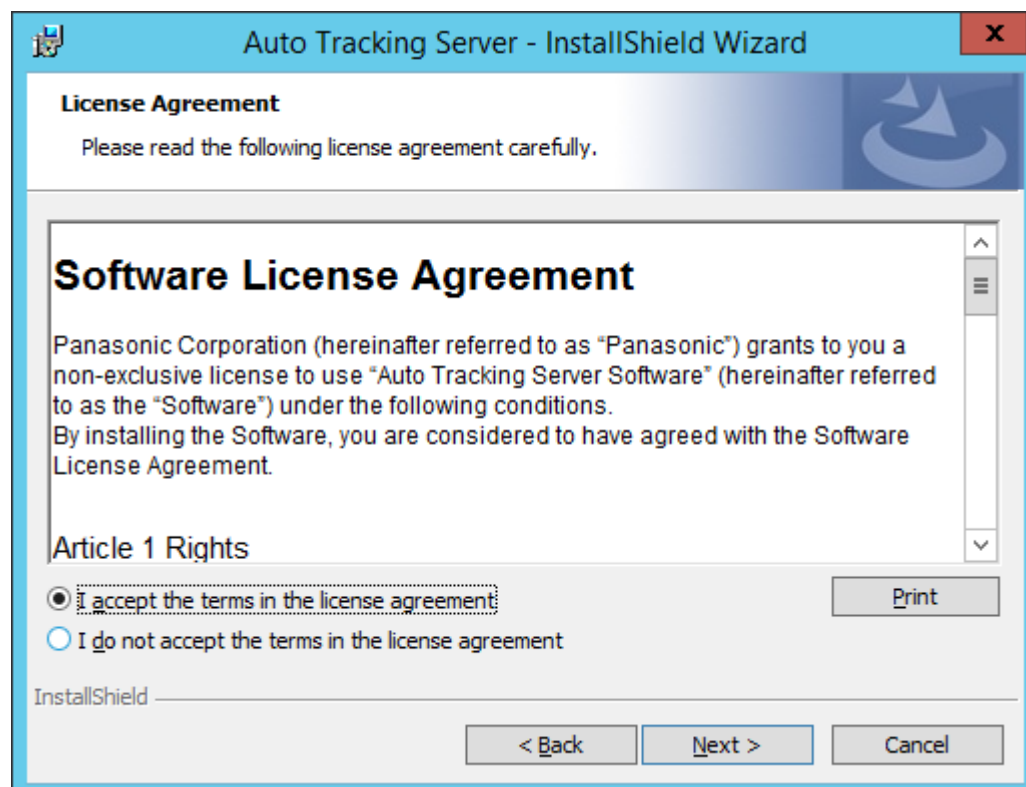 Auto Tracking Server - InstallShield Wizard
x
License Agreement
Please read the following license agreement carefully.
Software License Agreement
Panasonic Corporation (hereinafter referred to as “Panasonic”) grants to you a
non-exclusive license to use “Auto Tracking Server Software” (hereinafter referred
to as the “Software”) under the following conditions.
By installing the Software, you are considered to have agreed with the Software
License Agreement.
Article 1 Rights
I accept the terms in the license agreement
Print
I do not accept the terms in the license agreement
InstallShield
< Back
Next >
Cancel